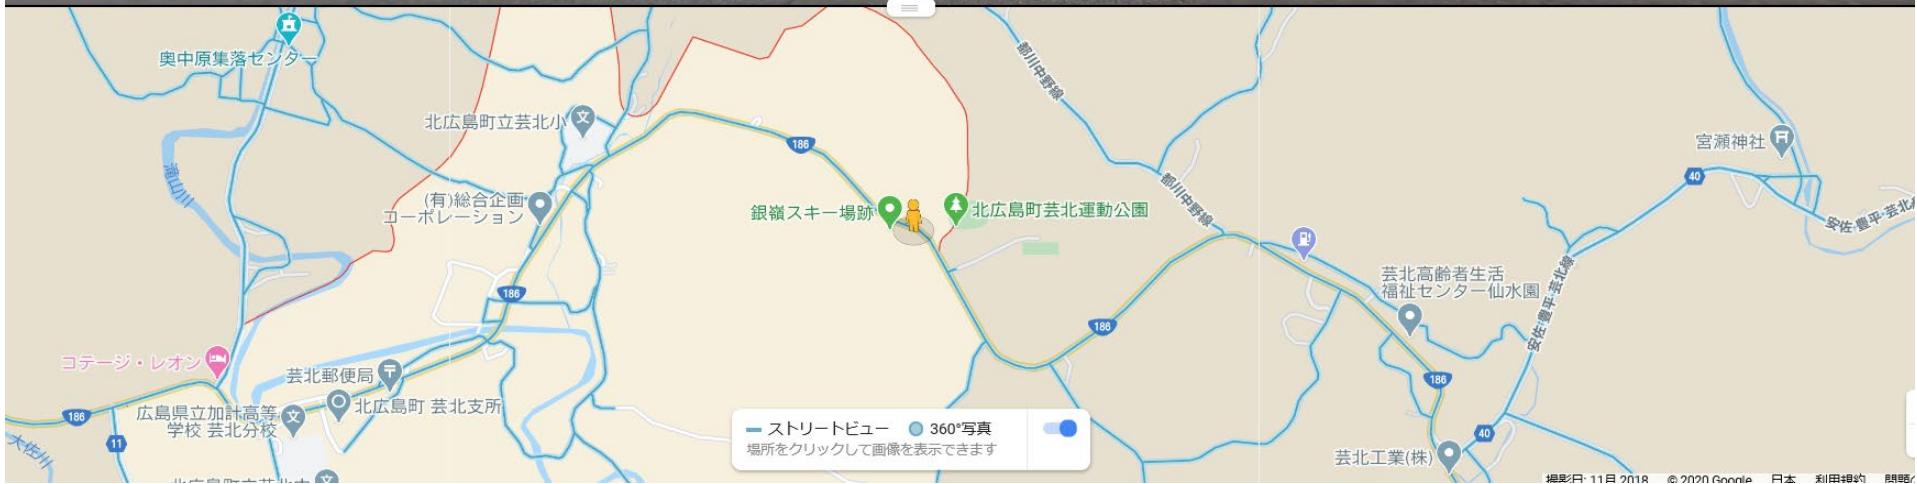 奥中原集落センター
都川中野線
北広島町立芸北小
186
宮瀬神社
滝山川
40
都川中野線
(有)総合企画
コーポレーション
銀嶺スキー場跡
北広島町芸北運動公園
安佐・豊平・芸北
芸北高齢者生活
福祉センター仙水園
186
安佐・豊平・芸北線
186
コテージ・レオン
芸北郵便局
186
186
広島県立加計高等
学校 芸北分校
北広島町 芸北支所
11
大佐川
ストリートビュー 360°写真
場所をクリックして画像を表示できます
40
芸北工業(株)
撮影日: 11月 2018 © 2020 Google 日本 利用規約